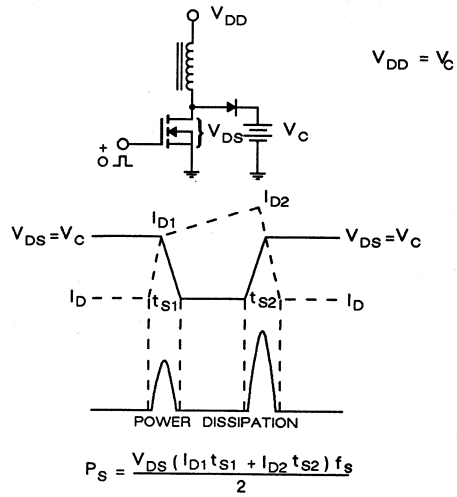 V_DD
V_DD = V_C
V_DS
V_C
+
O
I_D1
I_D2
V_DS = V_C
V_DS = V_C
I_D
t_S1
t_S2
I_D
POWER DISSIPATION
P_S = V_DS (I_D1 t_S1 + I_D2 t_S2) f_s / 2